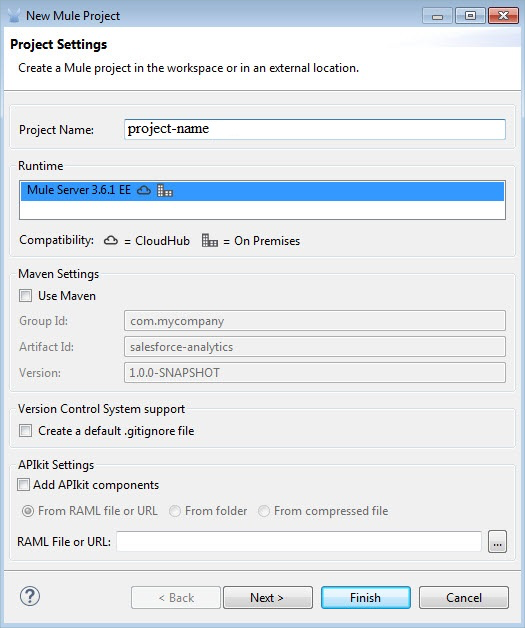 New Mule Project
Project Settings
Create a Mule project in the workspace or in an external location.
Project Name: project-name
Runtime
Mule Server 3.6.1 EE
Compatibility: = CloudHub = On Premises
Maven Settings
Use Maven
Group Id: com.mycompany
Artifact Id: salesforce-analytics
Version: 1.0.0-SNAPSHOT
Version Control System support
Create a default .gitignore file
APIkit Settings
Add APIkit components
From RAML file or URL From folder From compressed file
RAML File or URL: ...
? < Back Next > Finish Cancel